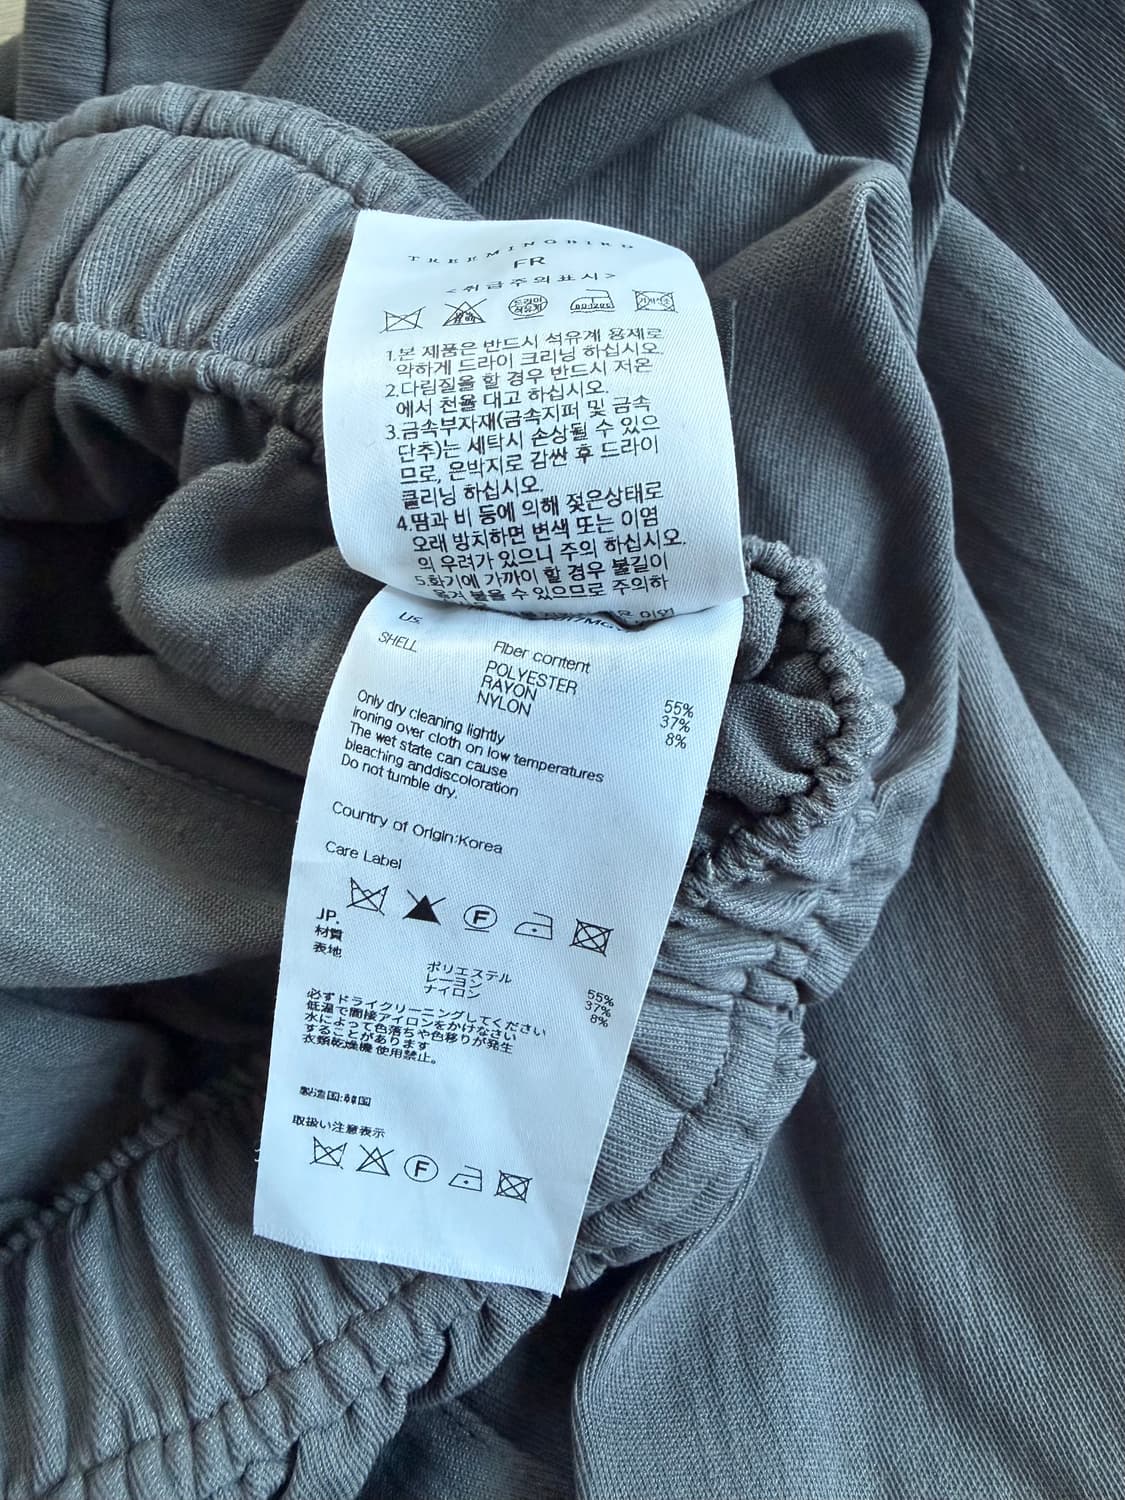 TREEMINGBIRD
FR
<취급주의표시>
드라이
석유계
80-120℃
1.본 제품은 반드시 석유계 용제로
약하게 드라이 크리닝 하십시오.
2.다림질을 할 경우 반드시 저온
에서 천을 대고 하십시오.
3.금속부자재(금속지퍼 및 금속
단추)는 세탁시 손상될 수 있으
므로, 은박지로 감싼 후 드라이
클리닝 하십시오.
4.땀과 비 등에 의해 젖은상태로
오래 방치하면 변색 또는 이염
의 우려가 있으니 주의 하십시오.
5.화기에 가까이 할 경우 불길이
옮겨 붙을 수 있으므로 주의하
US.
SHELL Fiber content
POLYESTER 55%
RAYON 37%
NYLON 8%
Only dry cleaning lightly
Ironing over cloth on low temperatures
The wet state can cause
bleaching anddiscoloration
Do not tumble dry.
Country of Origin:Korea
Care Label
F
JP.
材質
表地
ポリエステル 55%
レーヨン 37%
ナイロン 8%
必ずドライクリーニングしてください
低温で間接アイロンをかけなさい
水によって色落ちや色移りが発生
することがあります
衣類乾燥機 使用禁止。
製造国:韓国
取扱い注意表示
F